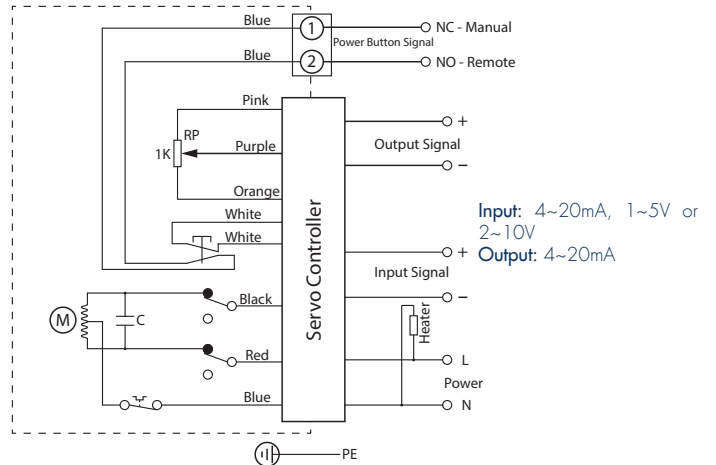 Blue
1
NC - Manual
Power Button Signal
Blue
2
NO - Remote
Pink
RP
1K
Purple
Orange
White
White
Servo Controller
+
Output Signal
−
Input: 4~20mA, 1~5V or
2~10V
Output: 4~20mA
+
Input Signal
−
Black
M
C
Heater
Red
L
Power
Blue
N
PE